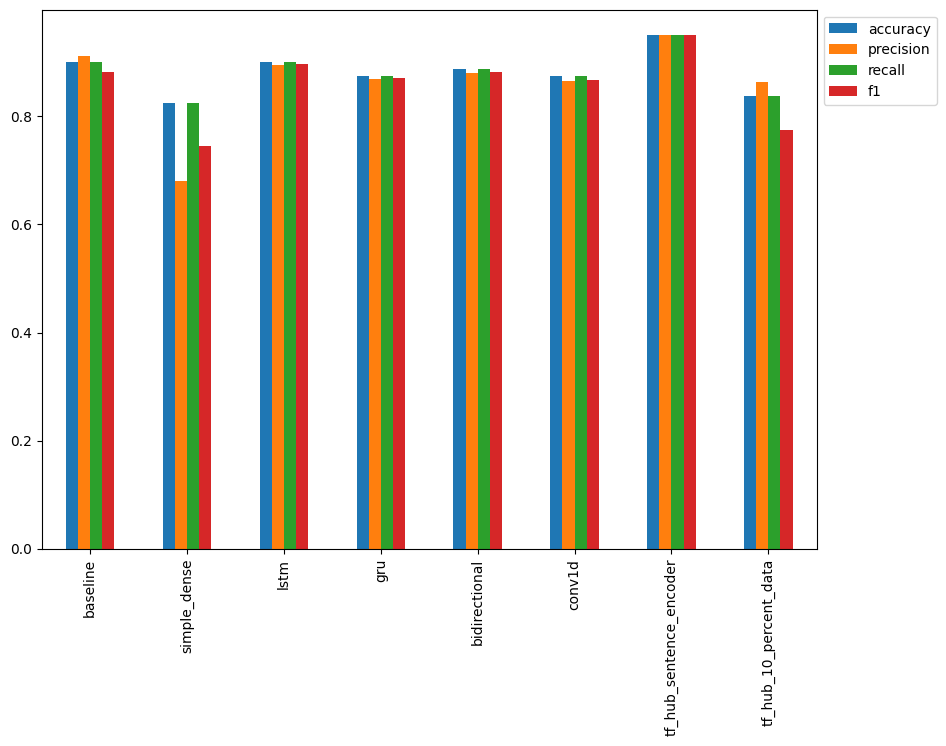 accuracy
precision
recall
f1
0.8
0.6
0.4
0.2
0.0
baseline
simple_dense
lstm
gru
bidirectional
conv1d
tf_hub_sentence_encoder
tf_hub_10_percent_data